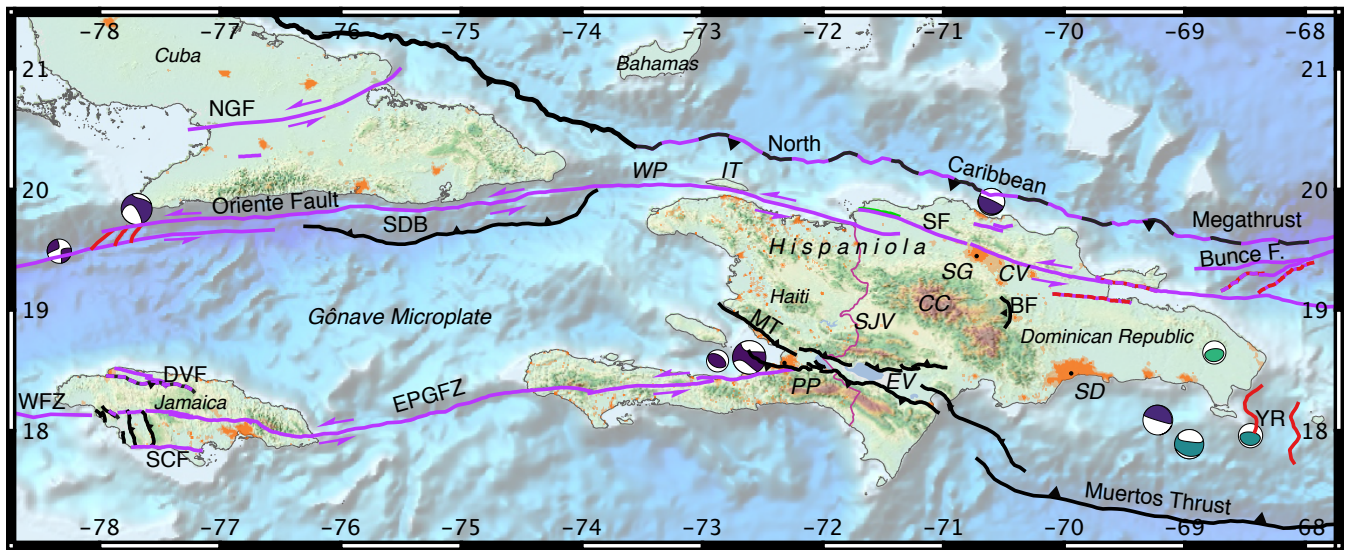 −78 −77 −76 −75 −74 −73 −72 −71 −70 −69 −68
Cuba
Bahamas
21 21
NGF
North
WP IT
Caribbean
20 20
Oriente Fault
SDB
SF
Megathrust
Hispaniola
Bunce F.
SG CV
Haiti
CC
19 BF 19
Gônave Microplate
MT
SJV
Dominican Republic
DVF
PP EV
SD
WFZ
Jamaica
EPGFZ
18 YR 18
SCF
Muertos Thrust
−78 −77 −76 −75 −74 −73 −72 −71 −70 −69 −68